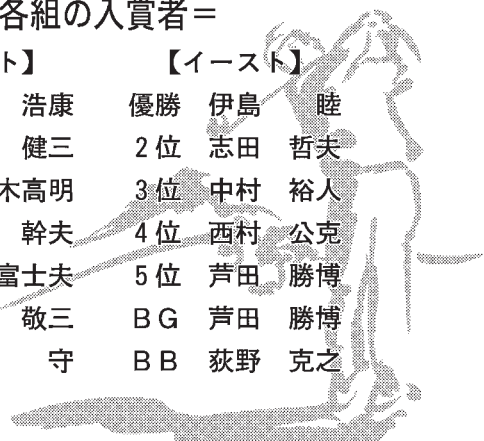 各組の入賞者＝
ト】　【イースト】
浩康　優勝　伊島　睦
健三　2位　志田　哲夫
木高明　3位　中村　裕人
幹夫　4位　西村　公克
富士夫　5位　芦田　勝博
敬三　ＢＧ　芦田　勝博
守　ＢＢ　荻野　克之